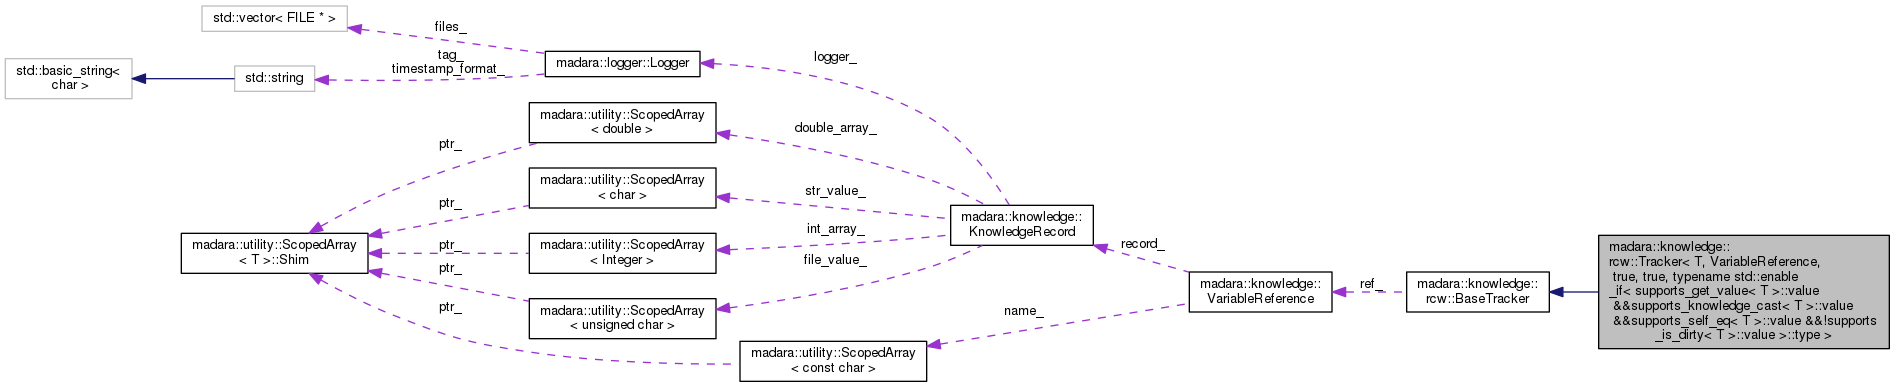 std::vector< FILE * >
files_
std::basic_string<
char >
std::string
tag_
timestamp_format_
madara::logger::Logger
logger_
madara::utility::ScopedArray
< double >
double_array_
ptr_
madara::utility::ScopedArray
< char >
str_value_
ptr_
madara::utility::ScopedArray
< T >::Shim
ptr_
madara::utility::ScopedArray
< Integer >
int_array_
ptr_
madara::utility::ScopedArray
< unsigned char >
file_value_
ptr_
madara::utility::ScopedArray
< const char >
name_
madara::knowledge::
KnowledgeRecord
record_
madara::knowledge::
VariableReference
ref_
madara::knowledge::
rcw::BaseTracker
madara::knowledge::
rcw::Tracker< T, VariableReference,
true, true, typename std::enable
_if< supports_get_value< T >::value
&&supports_knowledge_cast< T >::value
&&supports_self_eq< T >::value &&!supports
_is_dirty< T >::value >::type >